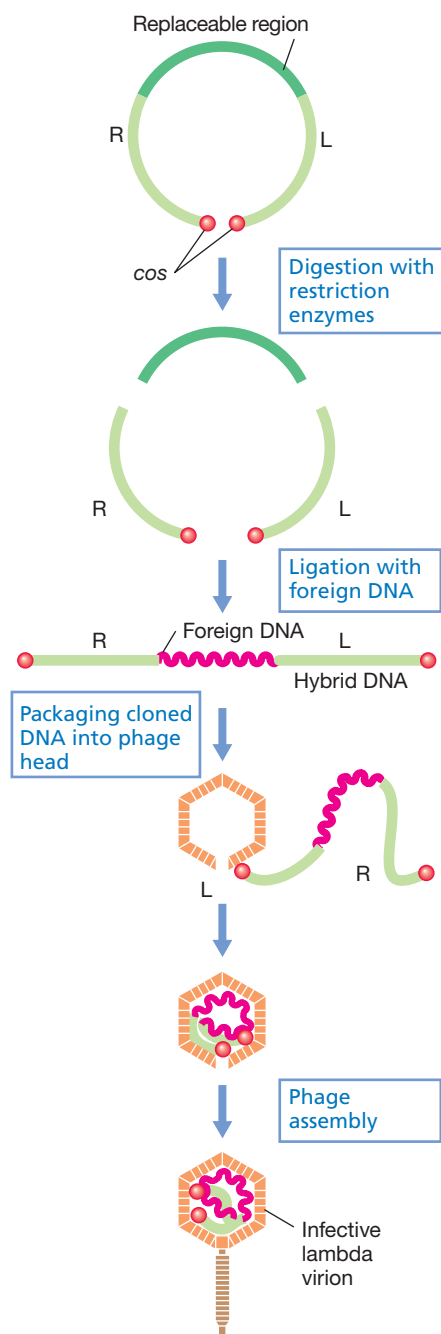 Replaceable region
R
L
cos
Digestion with
restriction
enzymes
R
L
Ligation with
foreign DNA
R
Foreign DNA
L
Hybrid DNA
Packaging cloned
DNA into phage
head
L
R
Phage
assembly
Infective
lambda
virion